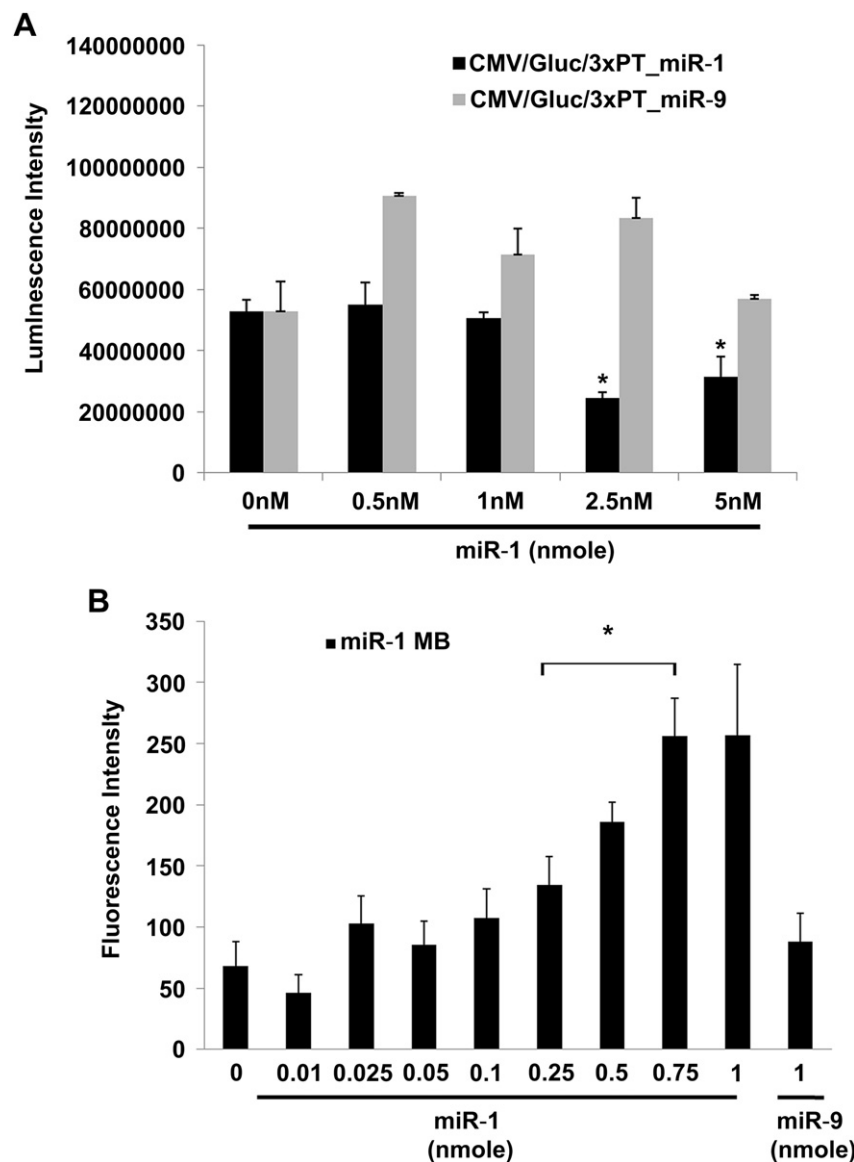 A
Luminescence Intensity
140000000
120000000
100000000
80000000
60000000
40000000
20000000
0
CMV/Gluc/3xPT_miR-1
CMV/Gluc/3xPT_miR-9
* *
0nM 0.5nM 1nM 2.5nM 5nM
miR-1 (nmole)
B
Fluorescence Intensity
350
300
250
200
150
100
50
0
miR-1 MB
*
0 0.01 0.025 0.05 0.1 0.25 0.5 0.75 1 1
miR-1
(nmole)
miR-9
(nmole)